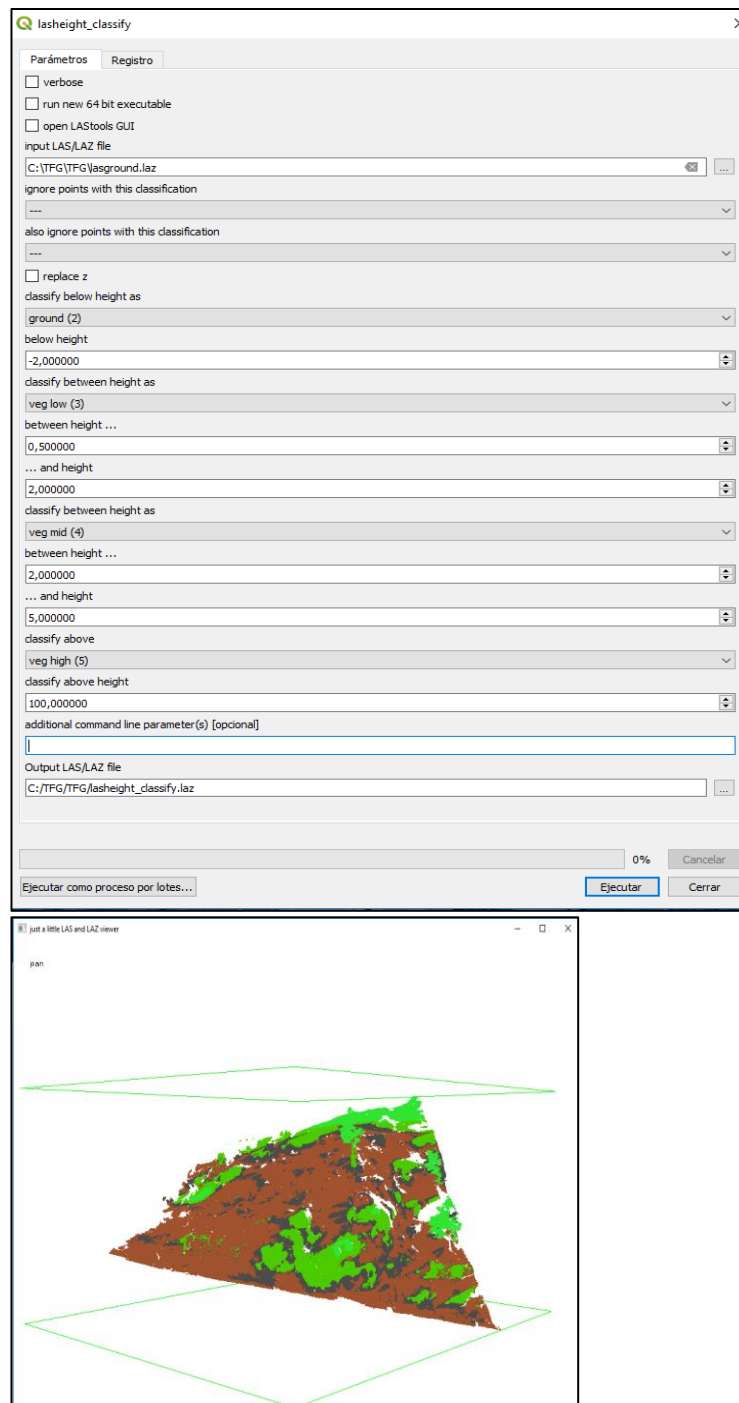 lasheight_classify
Parámetros Registro
verbose
run new 64 bit executable
open LAStools GUI
input LAS/LAZ file
C:\TFG\TFG\lasground.laz
...
ignore points with this classification
---
also ignore points with this classification
---
replace z
classify below height as
ground (2)
below height
-2,000000
classify between height as
veg low (3)
between height ...
0,500000
... and height
2,000000
classify between height as
veg mid (4)
between height ...
2,000000
... and height
5,000000
classify above
veg high (5)
classify above height
100,000000
additional command line parameter(s) [opcional]
Output LAS/LAZ file
C:/TFG/TFG/lasheight_classify.laz
...
0% Cancelar
Ejecutar como proceso por lotes... Ejecutar Cerrar
just a little LAS and LAZ viewer
pan